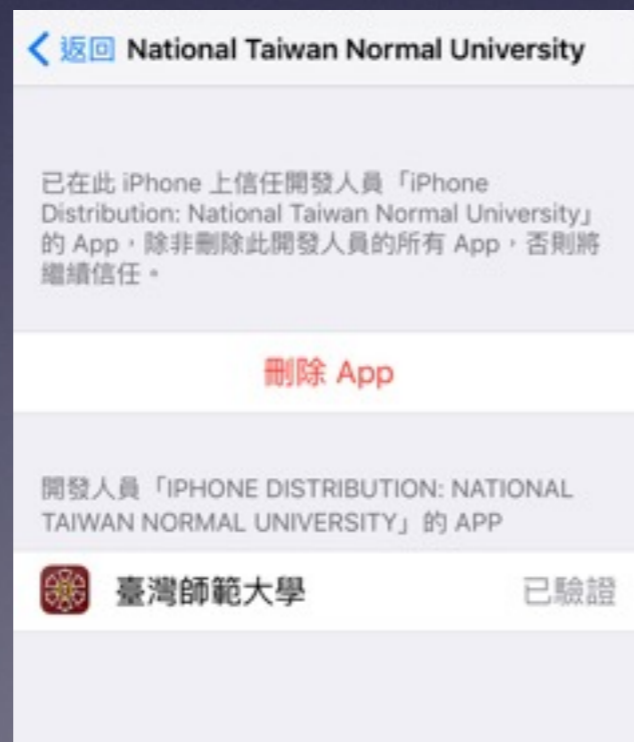 返回 National Taiwan Normal University
已在此 iPhone 上信任開發人員「iPhone
Distribution: National Taiwan Normal University」
的 App，除非刪除此開發人員的所有 App，否則將
繼續信任。
刪除 App
開發人員「IPHONE DISTRIBUTION: NATIONAL
TAIWAN NORMAL UNIVERSITY」的 APP
臺灣師範大學 已驗證